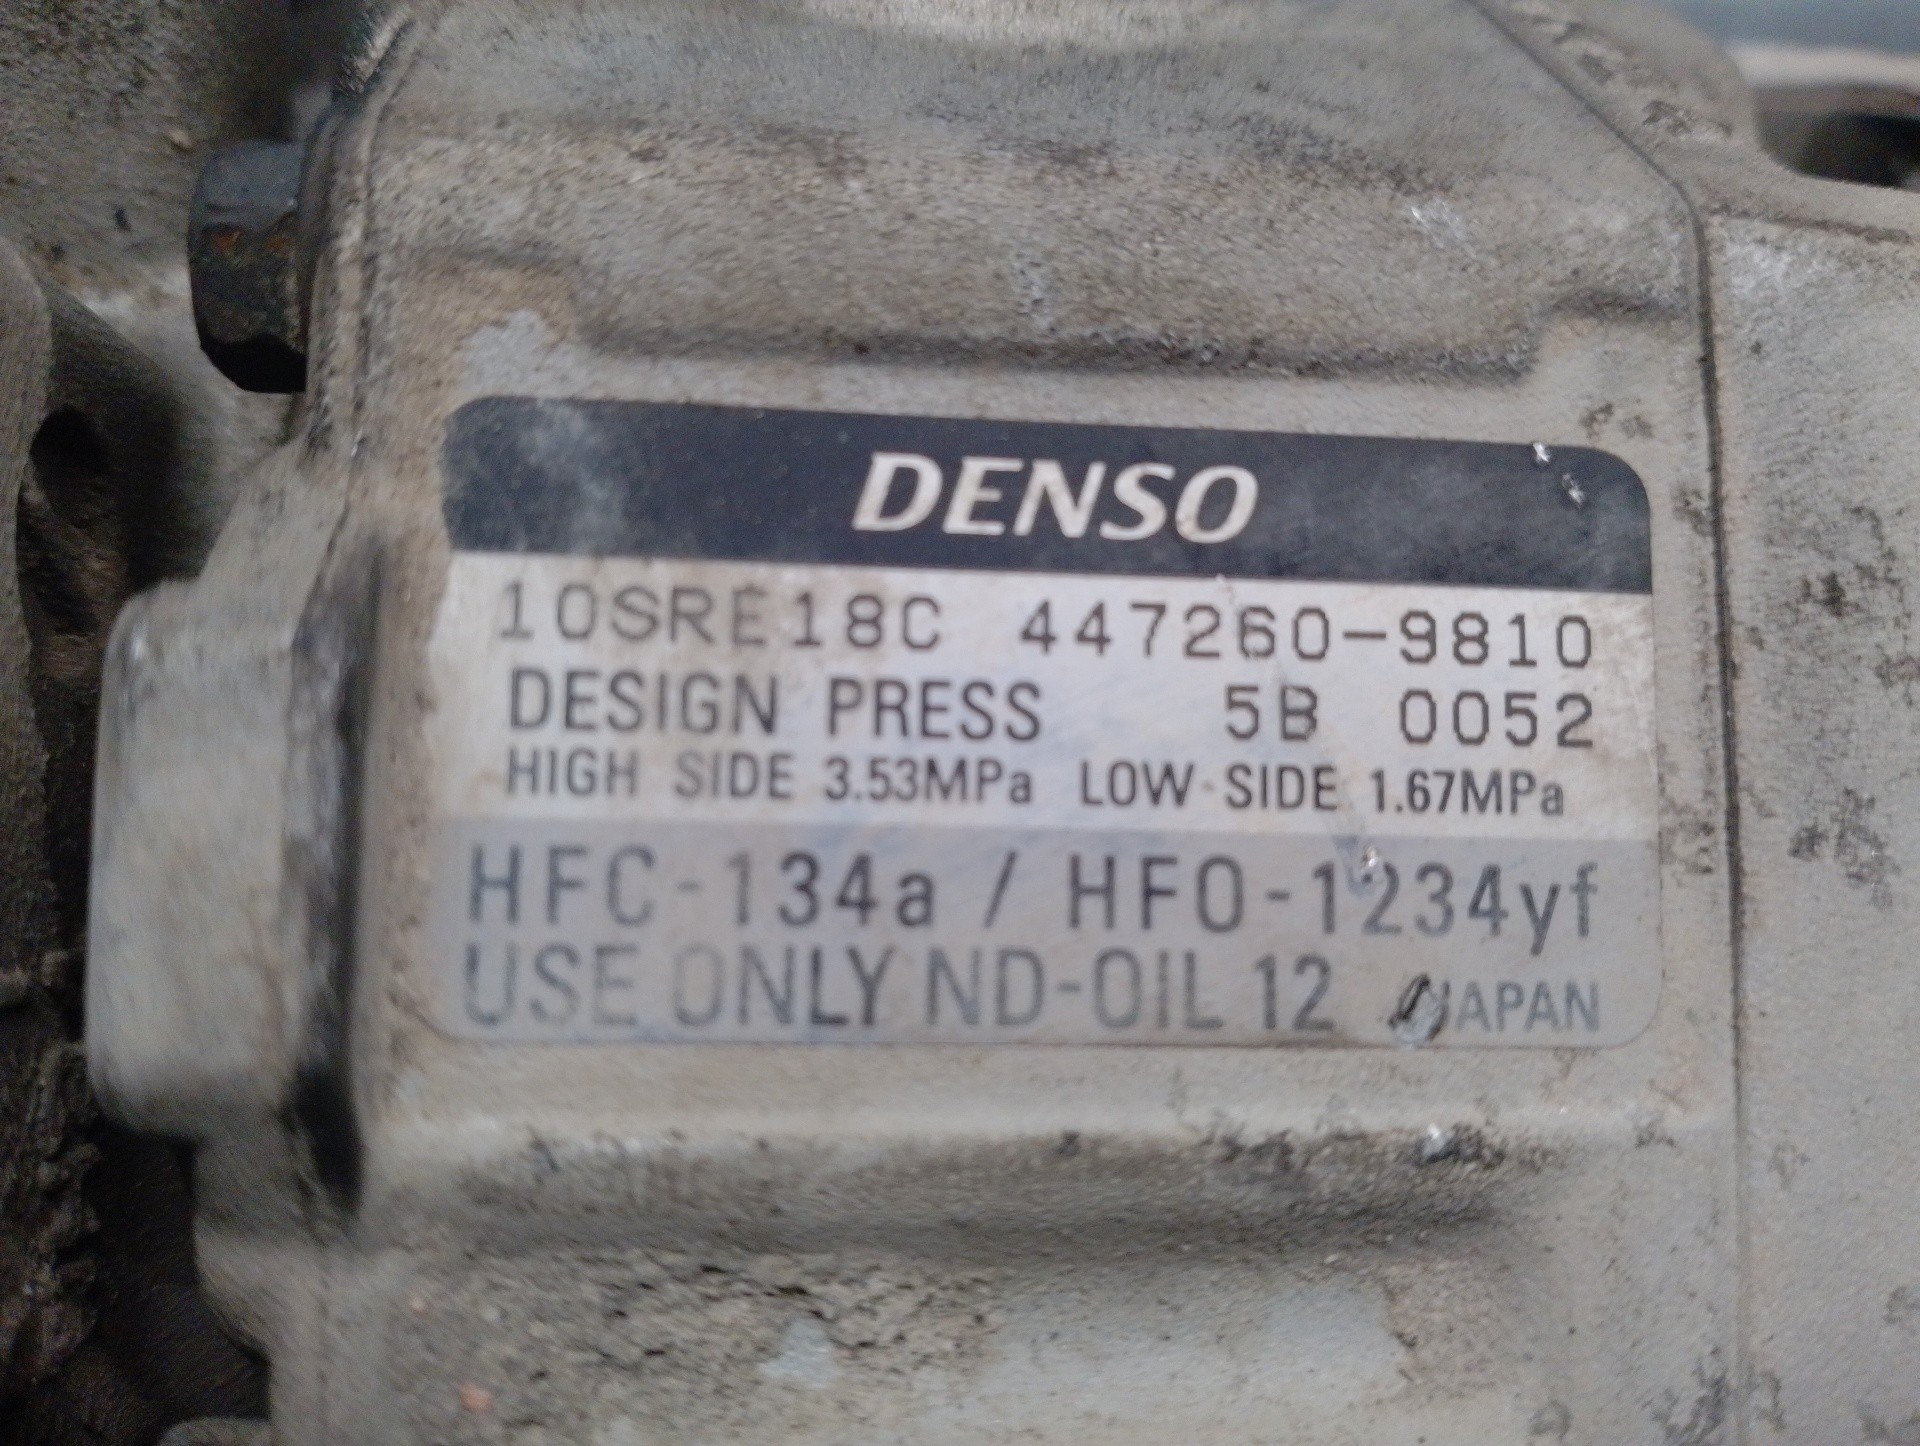 DENSO
10SRE18C 447260-9810
DESIGN PRESS 5B 0052
HIGH SIDE 3.53MPa LOW SIDE 1.67MPa
HFC-134a / HFO-1234yf
USE ONLY ND-OIL 12 JAPAN